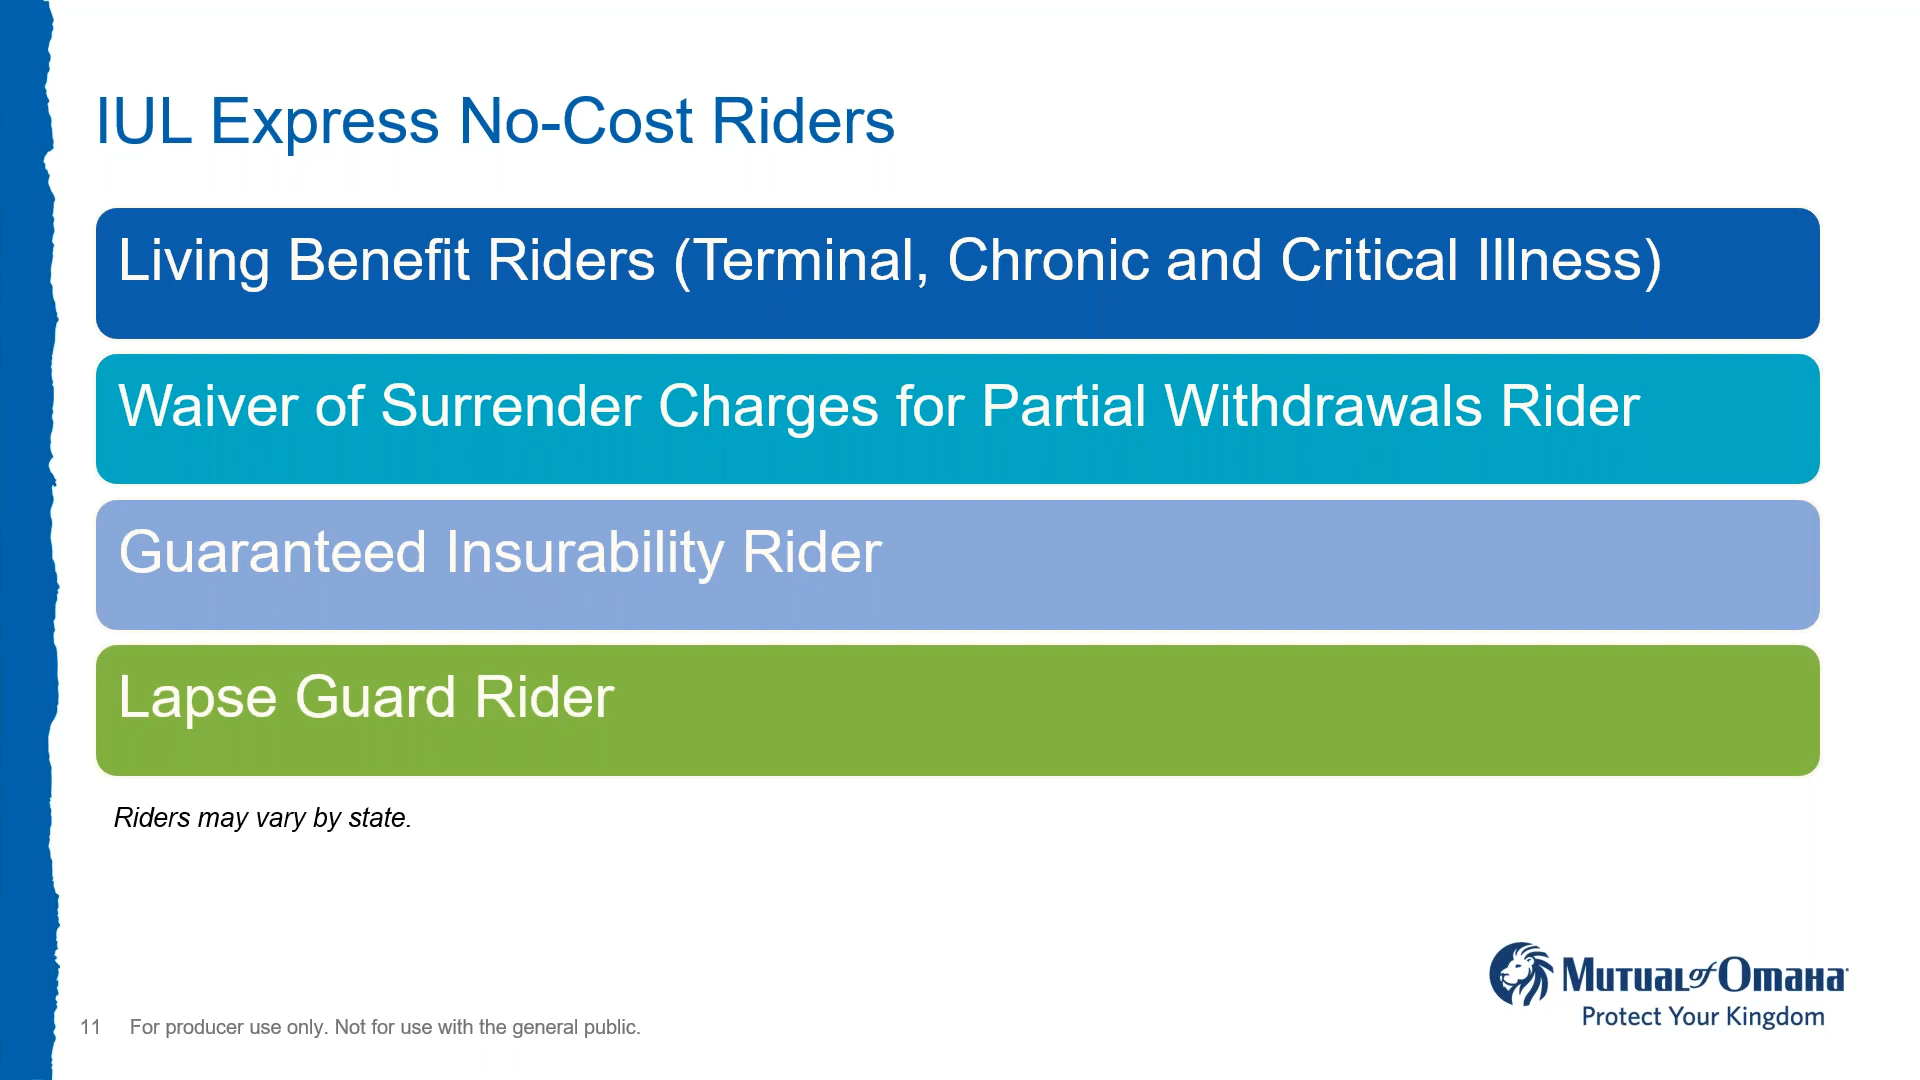 IUL Express No-Cost Riders
Living Benefit Riders (Terminal, Chronic and Critical Illness)
Waiver of Surrender Charges for Partial Withdrawals Rider
Guaranteed Insurability Rider
Lapse Guard Rider
Riders may vary by state.
Mutual of Omaha
Protect Your Kingdom
11 For producer use only. Not for use with the general public.